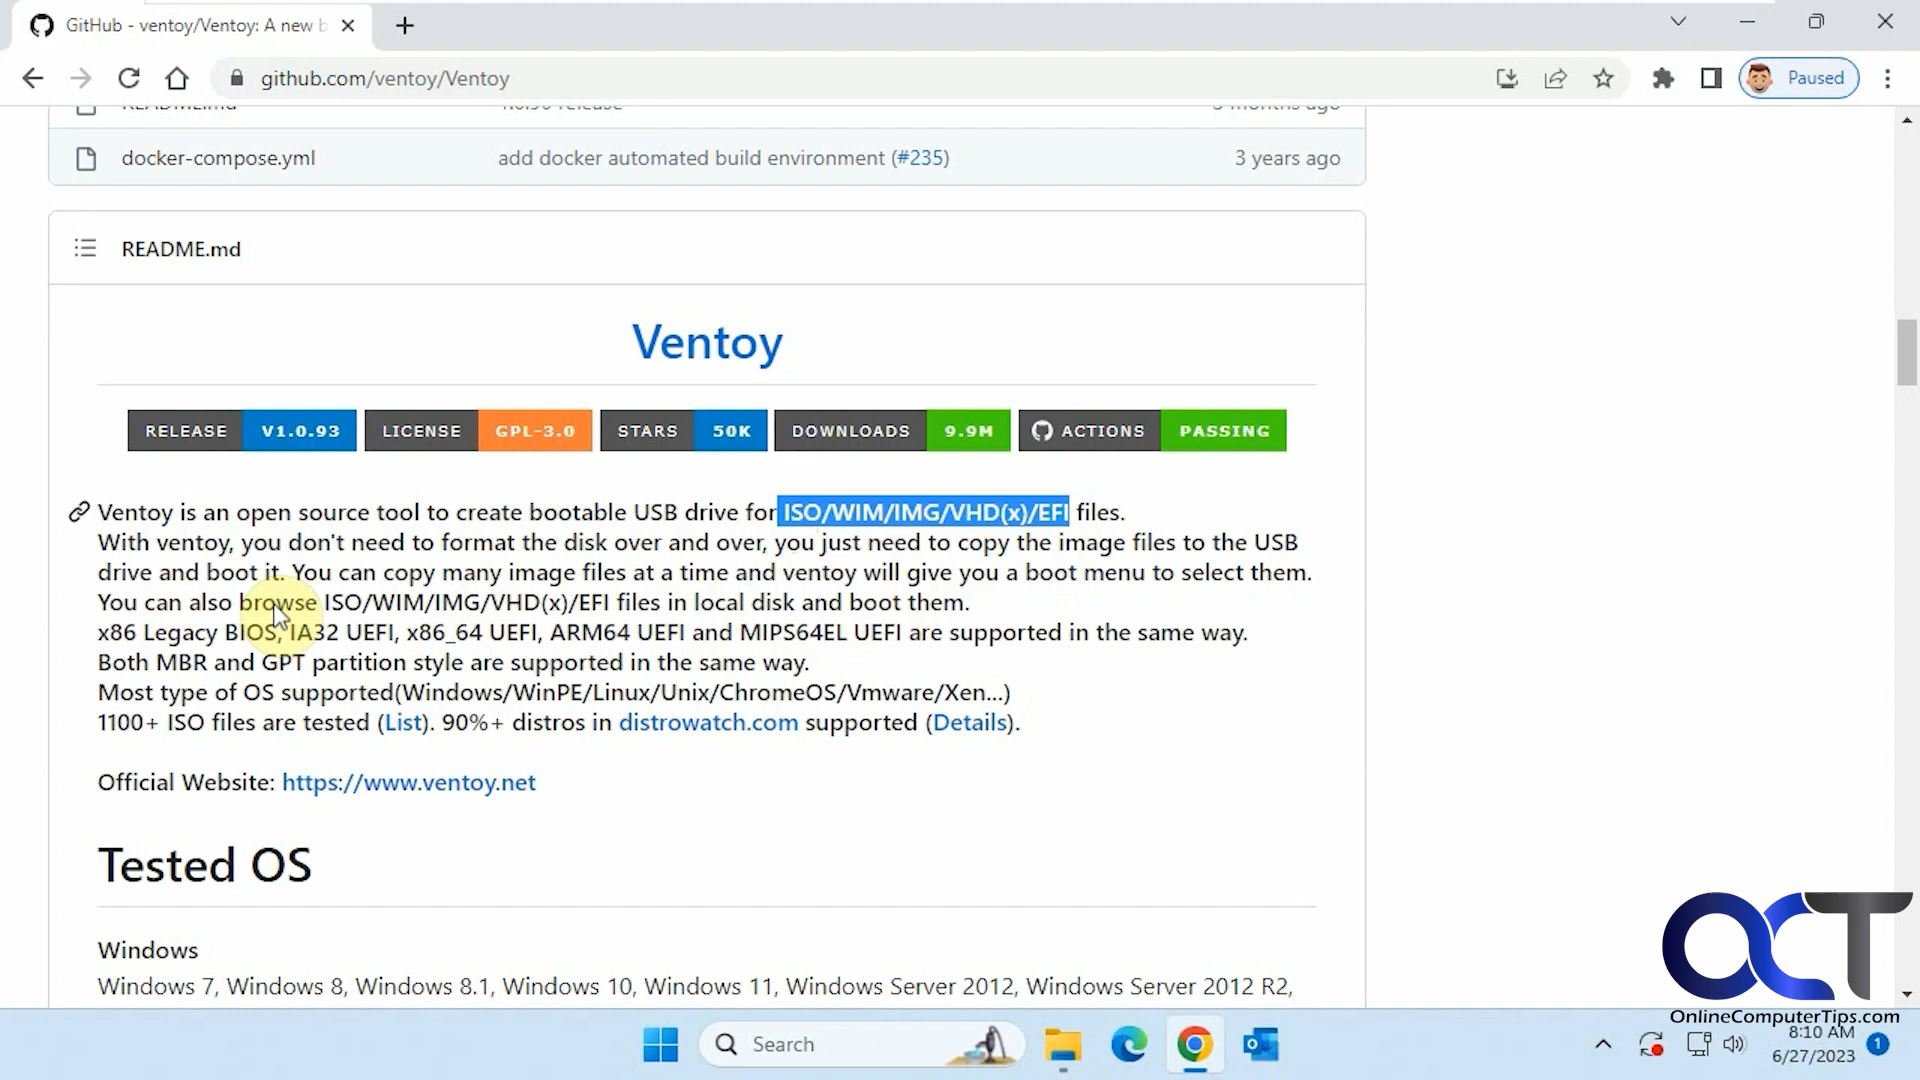 GitHub - ventoy/Ventoy: A new b
github.com/ventoy/Ventoy
Paused
README.md 1.0.90 release 3 months ago
docker-compose.yml add docker automated build environment (#235) 3 years ago
README.md
Ventoy
RELEASE V1.0.93 LICENSE GPL-3.0 STARS 50K DOWNLOADS 9.9M ACTIONS PASSING
Ventoy is an open source tool to create bootable USB drive for ISO/WIM/IMG/VHD(x)/EFI files.
With ventoy, you don't need to format the disk over and over, you just need to copy the image files to the USB
drive and boot it. You can copy many image files at a time and ventoy will give you a boot menu to select them.
You can also browse ISO/WIM/IMG/VHD(x)/EFI files in local disk and boot them.
x86 Legacy BIOS, IA32 UEFI, x86_64 UEFI, ARM64 UEFI and MIPS64EL UEFI are supported in the same way.
Both MBR and GPT partition style are supported in the same way.
Most type of OS supported(Windows/WinPE/Linux/Unix/ChromeOS/Vmware/Xen...)
1100+ ISO files are tested (List). 90%+ distros in distrowatch.com supported (Details).
Official Website: https://www.ventoy.net
Tested OS
Windows
Windows 7, Windows 8, Windows 8.1, Windows 10, Windows 11, Windows Server 2012, Windows Server 2012 R2,
OCT
OnlineComputerTips.com
Search
8:10 AM
6/27/2023
1